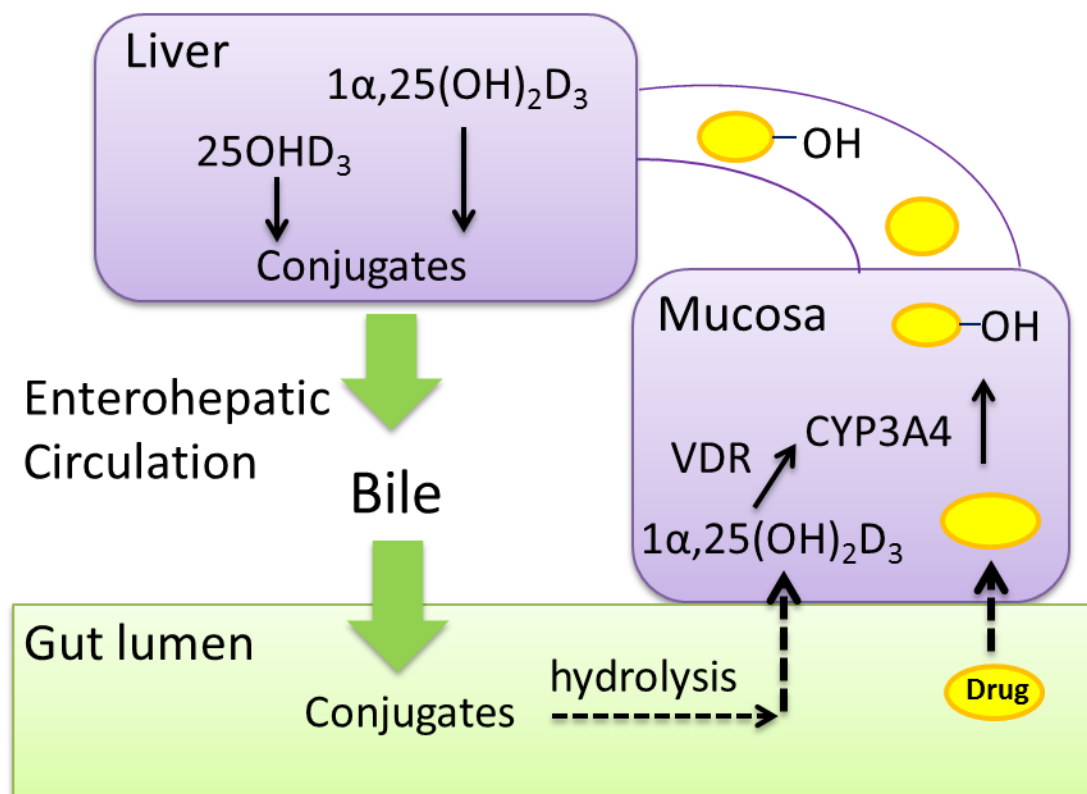 Liver
1α,25(OH)₂D₃
25OHD₃
Conjugates
OH
Mucosa
OH
Enterohepatic
Circulation
CYP3A4
VDR
Bile
1α,25(OH)₂D₃
Gut lumen
hydrolysis
Drug
Conjugates